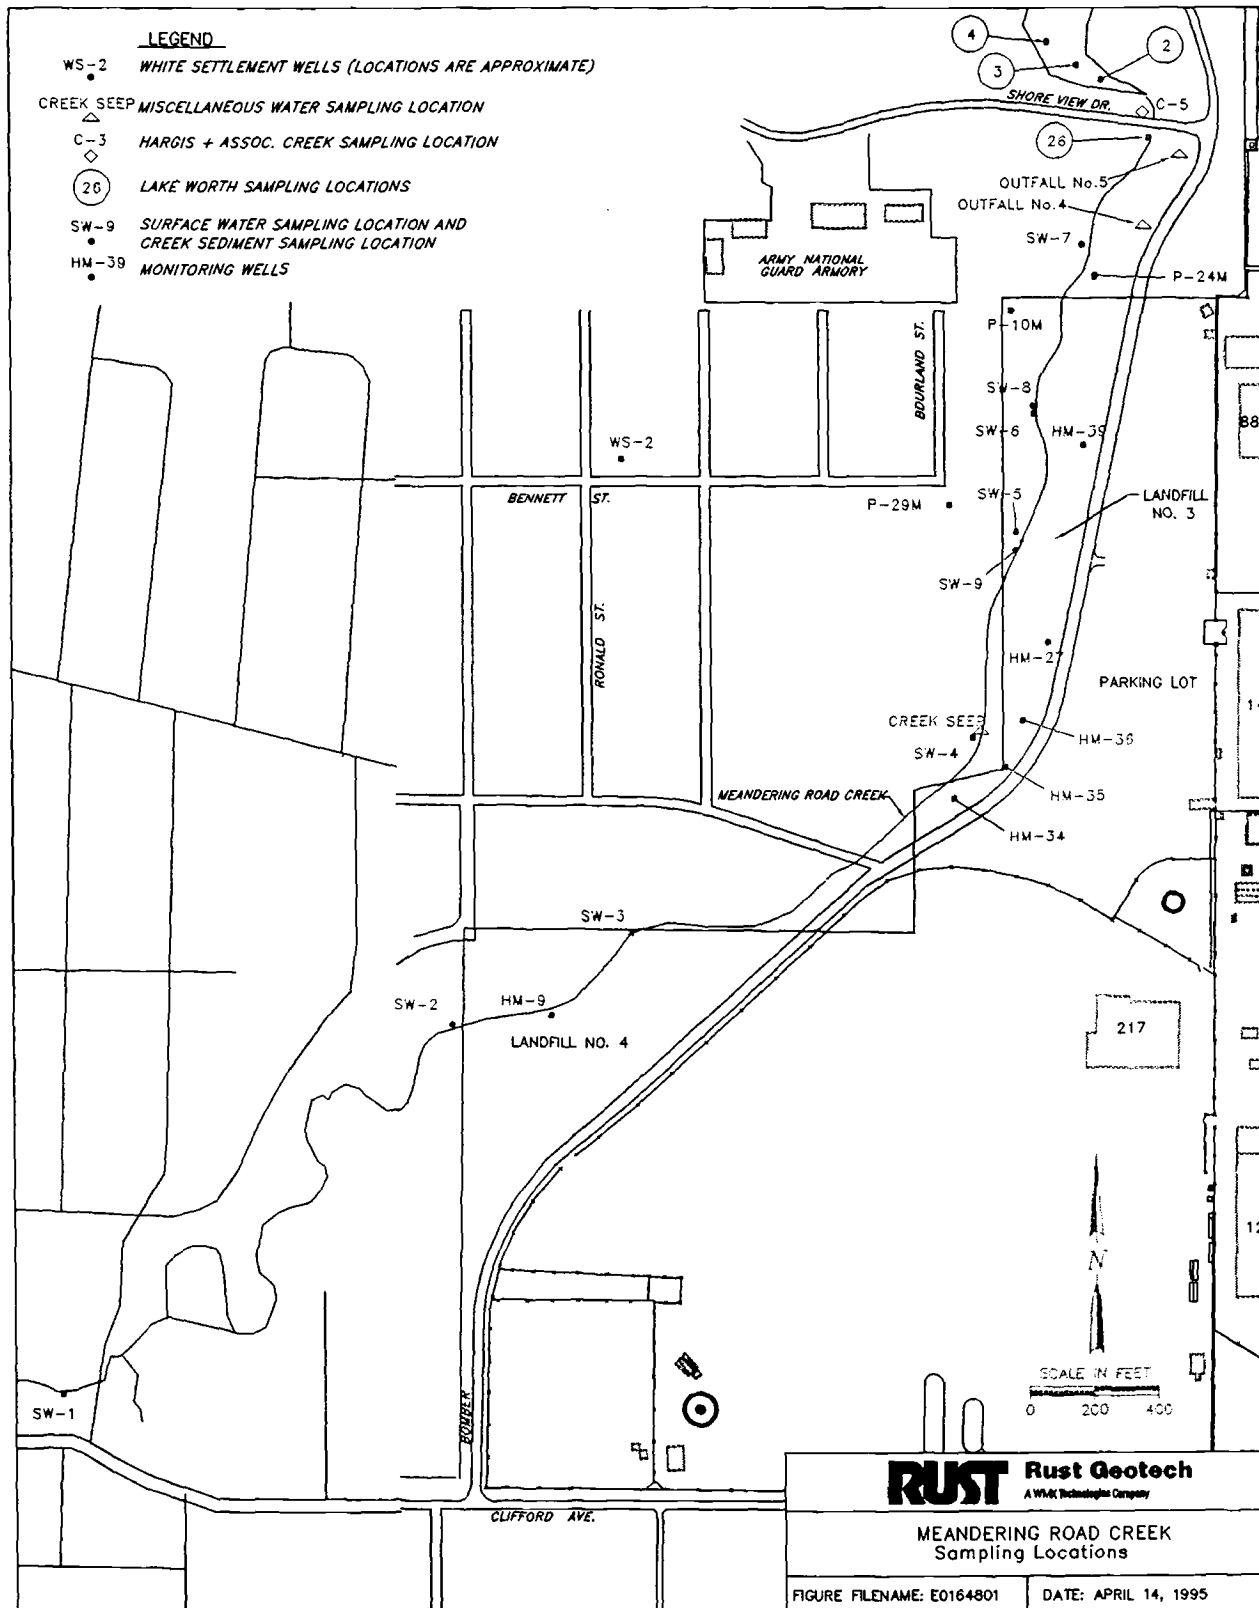 LEGEND
WS-2 WHITE SETTLEMENT WELLS (LOCATIONS ARE APPROXIMATE)
CREEK SEEP MISCELLANEOUS WATER SAMPLING LOCATION
C-3 HARGIS + ASSOC. CREEK SAMPLING LOCATION
26 LAKE WORTH SAMPLING LOCATIONS
SW-9 SURFACE WATER SAMPLING LOCATION AND
CREEK SEDIMENT SAMPLING LOCATION
HM-39 MONITORING WELLS
4
3
2
SHORE VIEW DR.
C-5
26
OUTFALL No.5
OUTFALL No.4
SW-7
P-24M
ARMY NATIONAL
GUARD ARMORY
P-10M
BOURLAND ST.
SW-8
SW-6
HM-39
88
WS-2
BENNETT ST.
P-29M
SW-5
LANDFILL
NO. 3
SW-9
RONALD ST.
HM-27
PARKING LOT
CREEK SEEP
SW-4
HM-36
MEANDERING ROAD CREEK
HM-35
HM-34
SW-3
SW-2
HM-9
LANDFILL NO. 4
217
12
N
SCALE IN FEET
0 200 400
SW-1
BOMBER
CLIFFORD AVE.
RUST Rust Geotech
A WMX Technologies Company
MEANDERING ROAD CREEK
Sampling Locations
FIGURE FILENAME: E0164801
DATE: APRIL 14, 1995